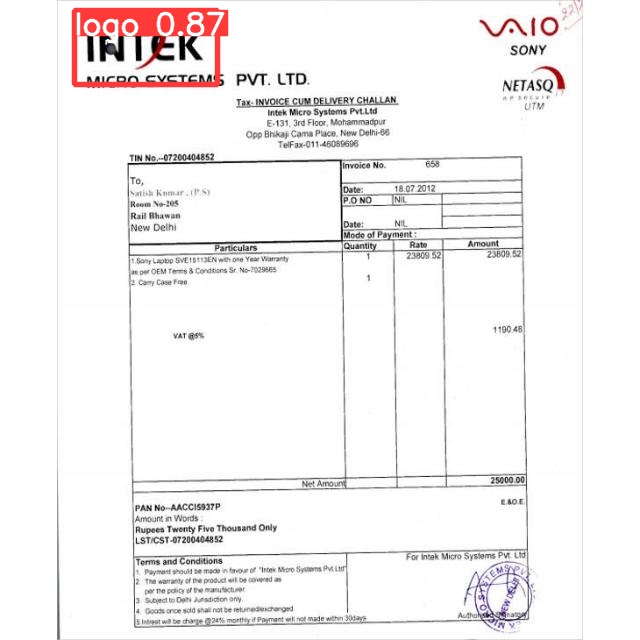 logo 0.87
INTEK
MICRO SYSTEMS PVT. LTD.
VAIO
SONY
NETASQ
we secure IT
UTM
Tax- INVOICE CUM DELIVERY CHALLAN
Intek Micro Systems Pvt.Ltd
E-131, 3rd Floor, Mohammadpur
Opp Bhikaji Cama Place, New Delhi-66
TelFax-011-46089696
TIN No.--07200404852
Invoice No. 658
To,
Satish Kumar , (P.S)
Room No-205
Rail Bhawan
New Delhi
Date: 18.07.2012
P.O NO NIL
Date: NIL
Mode of Payment :
Particulars Quantity Rate Amount
1.Sony Laptop SVE15113EN with one Year Warranty 1 23809.52 23809.52
as per OEM Terms & Conditions Sr. No-7029665
2. Carry Case Free 1
VAT @5% 1190.48
Net Amount 25000.00
PAN No--AACCI5937P E.&O.E.
Amount in Words :
Rupees Twenty Five Thousand Only
LST/CST-07200404852
Terms and Conditions For Intek Micro Systems Pvt. Ltd
1. Payment should be made in favour of "Intek Micro Systems Pvt.Ltd"
2. The warranty of the product will be covered as
per the policy of the manufacturer.
3. Subject to Delhi Jurisdiction only.
4. Goods once sold shall not be returned/exchanged.
5.Intrest will be charge @24% monthly if Payment will not made within 30days
Authorised Signatory
SYSTEMS PVT.
NEW DELHI